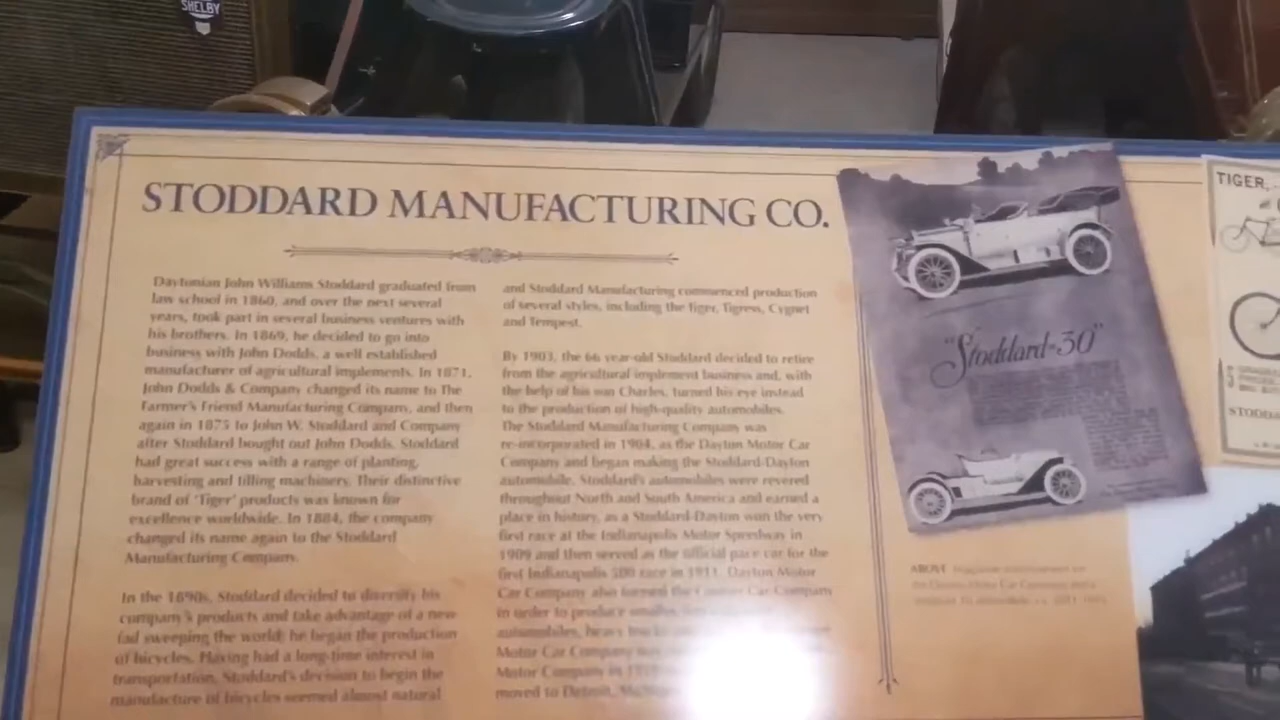 SHELBY
STODDARD MANUFACTURING CO.
Daytonian John Williams Stoddard graduated from
law school in 1860, and over the next several
years, took part in several business ventures with
his brothers. In 1869, he decided to go into
business with John Dodds, a well established
manufacturer of agricultural implements. In 1871,
John Dodds & Company changed its name to The
Farmer's Friend Manufacturing Company, and then
again in 1875 to John W. Stoddard and Company
after Stoddard bought out John Dodds. Stoddard
had great success with a range of planting,
harvesting and tilling machinery. Their distinctive
brand of 'Tiger' products was known for
excellence worldwide. In 1884, the company
changed its name again to the Stoddard
Manufacturing Company.
In the 1890s, Stoddard decided to diversify his
company's products and take advantage of a new
fad sweeping the world; he began the production
of bicycles. Having had a long-time interest in
transportation, Stoddard's decision to begin the
manufacture of bicycles seemed almost natural
and Stoddard Manufacturing commenced production
of several styles, including the Tiger, Tigress, Cygnet
and Tempest.
By 1903, the 66 year-old Stoddard decided to retire
from the agricultural implement business and, with
the help of his son Charles, turned his eye instead
to the production of high-quality automobiles.
The Stoddard Manufacturing Company was
re-incorporated in 1904, as the Dayton Motor Car
Company and began making the Stoddard-Dayton
automobile. Stoddard's automobiles were revered
throughout North and South America and earned a
place in history, as a Stoddard-Dayton won the very
first race at the Indianapolis Motor Speedway in
1909 and then served as the official pace car for the
first Indianapolis 500 race in 1911. Dayton Motor
Car Company also formed the Courier Car Company
in order to produce smaller
automobiles, heavy
Motor Car Company was
Motor Company in
moved to Detroit,
"Stoddard-30"
ABOVE
TIGER,
5
STODD